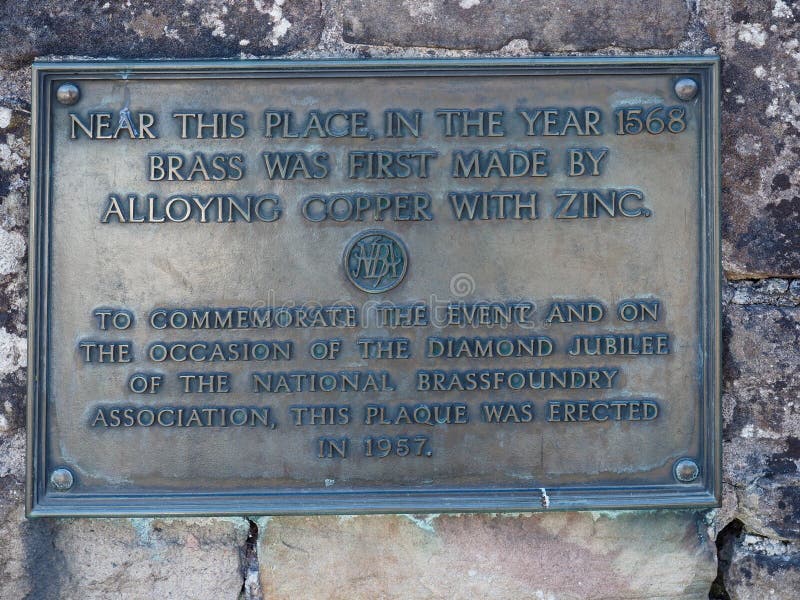 NEAR THIS PLACE, IN THE YEAR 1568
BRASS WAS FIRST MADE BY
ALLOYING COPPER WITH ZINC.
NBA
TO COMMEMORATE THE EVENT AND ON
THE OCCASION OF THE DIAMOND JUBILEE
OF THE NATIONAL BRASSFOUNDRY
ASSOCIATION, THIS PLAQUE WAS ERECTED
IN 1957.